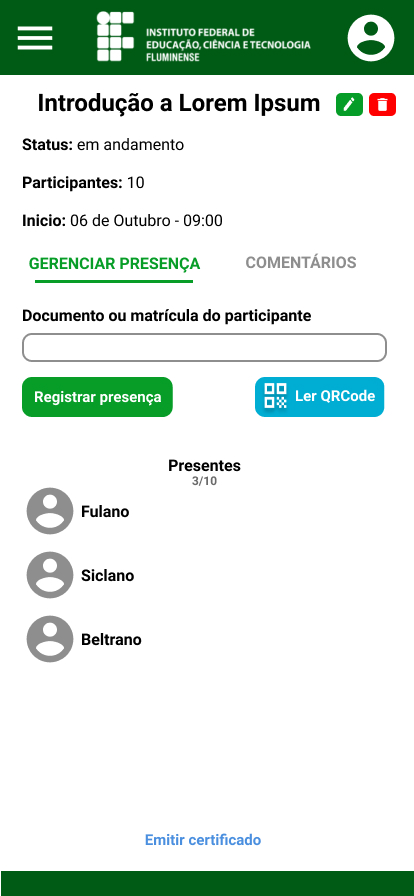 INSTITUTO FEDERAL DE
EDUCAÇÃO, CIÊNCIA E TECNOLOGIA
FLUMINENSE
Introdução a Lorem Ipsum
Status: em andamento
Participantes: 10
Inicio: 06 de Outubro - 09:00
GERENCIAR PRESENÇA
COMENTÁRIOS
Documento ou matrícula do participante
Registrar presença
Ler QRCode
Presentes
3/10
Fulano
Siclano
Beltrano
Emitir certificado